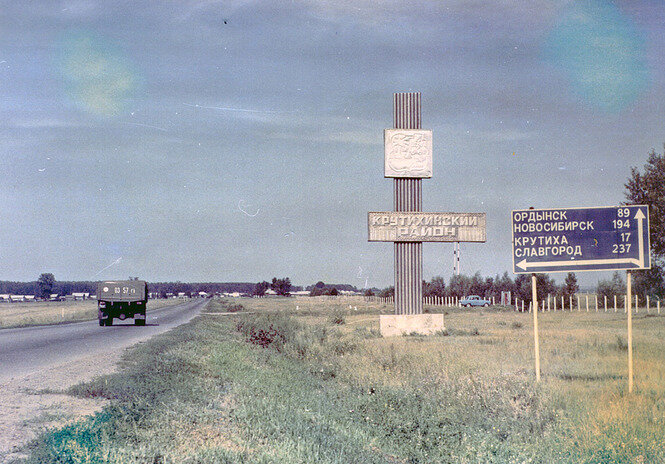 КРУТИХИНСКИЙ
РАЙОН
ОРДЫНСК 89
НОВОСИБИРСК 194
КРУТИХА 17
СЛАВГОРОД 237